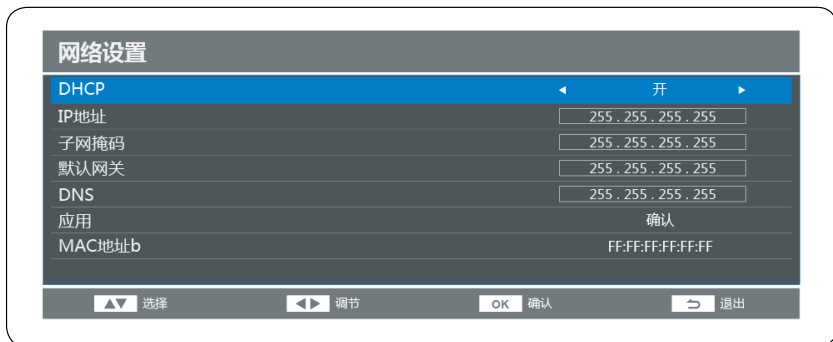 网络设置
DHCP ◀ 开 ▶
IP地址 255 . 255 . 255 . 255
子网掩码 255 . 255 . 255 . 255
默认网关 255 . 255 . 255 . 255
DNS 255 . 255 . 255 . 255
应用 确认
MAC地址b FF:FF:FF:FF:FF:FF
▲▼ 选择 ◀▶ 调节 OK 确认 退出